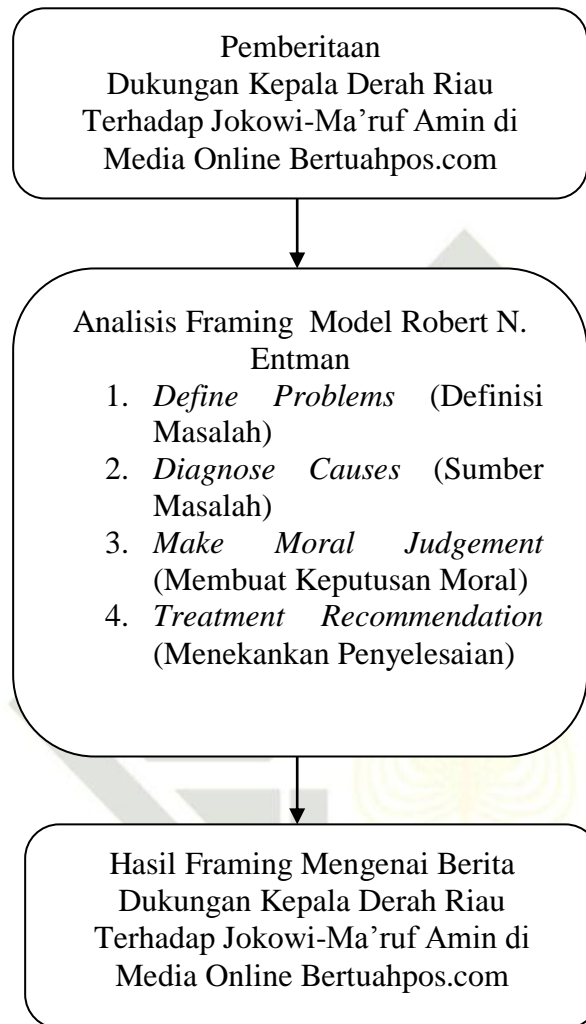 Pemberitaan
Dukungan Kepala Derah Riau
Terhadap Jokowi-Ma’ruf Amin di
Media Online Bertuahpos.com
Analisis Framing Model Robert N.
Entman
1. Define Problems (Definisi
Masalah)
2. Diagnose Causes (Sumber
Masalah)
3. Make Moral Judgement
(Membuat Keputusan Moral)
4. Treatment Recommendation
(Menekankan Penyelesaian)
Hasil Framing Mengenai Berita
Dukungan Kepala Derah Riau
Terhadap Jokowi-Ma’ruf Amin di
Media Online Bertuahpos.com